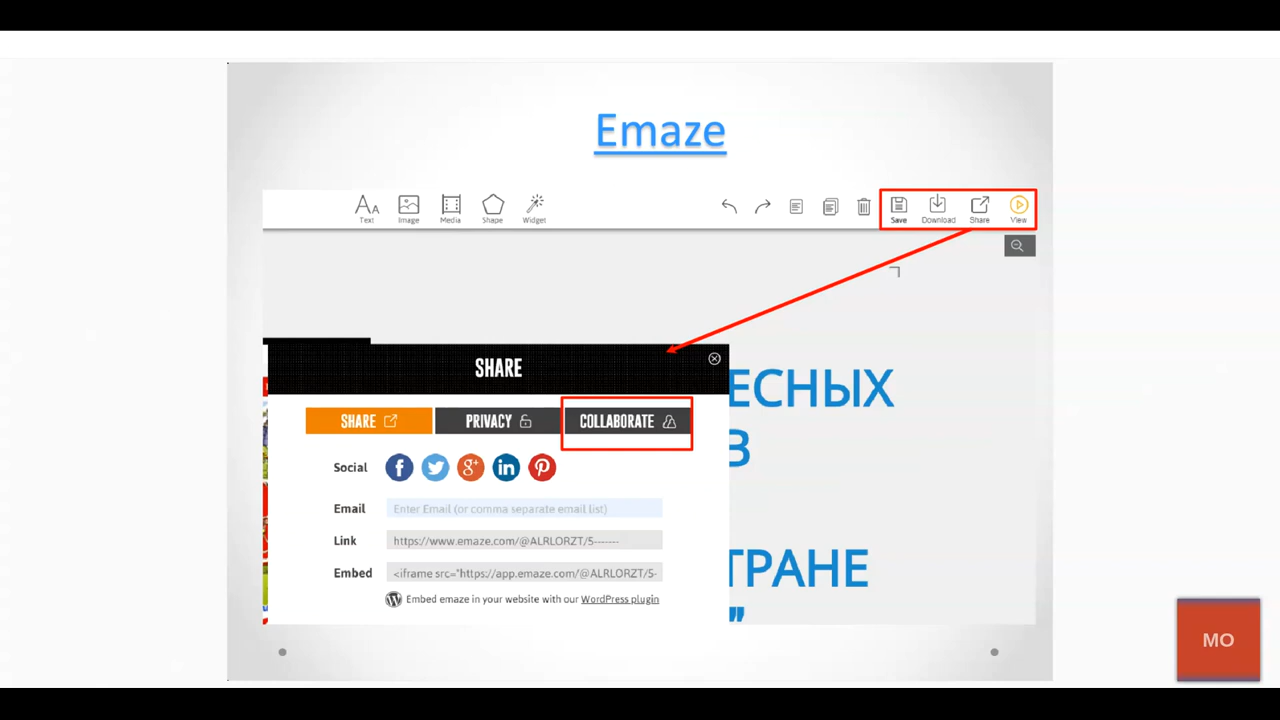 Emaze
Text Image Media Shape Widget Save Download Share View
SHARE
SHARE PRIVACY COLLABORATE
ЕСНЫХ
В
Social f g+ in
Email Enter Email (or comma separate email list)
Link https://www.emaze.com/@ALRLORZT/5-------
ТРАНЕ
Embed <iframe src="https://app.emaze.com/@ALRLORZT/5-
Embed emaze in your website with our WordPress plugin
"
MO